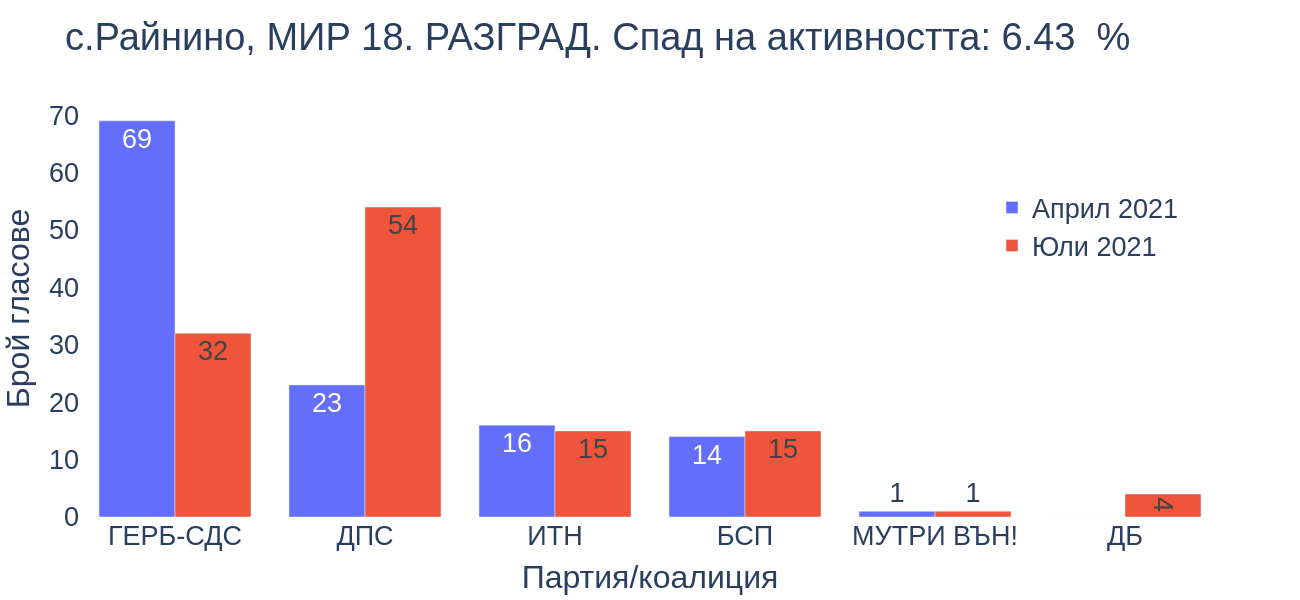 с.Райнино, МИР 18. РАЗГРАД. Спад на активността: 6.43  %
Брой гласове
70
60
50
40
30
20
10
0
69
32
23
54
16
15
14
15
1
1
4
Април 2021
Юли 2021
ГЕРБ-СДС
ДПС
ИТН
БСП
МУТРИ ВЪН!
ДБ
Партия/коалиция